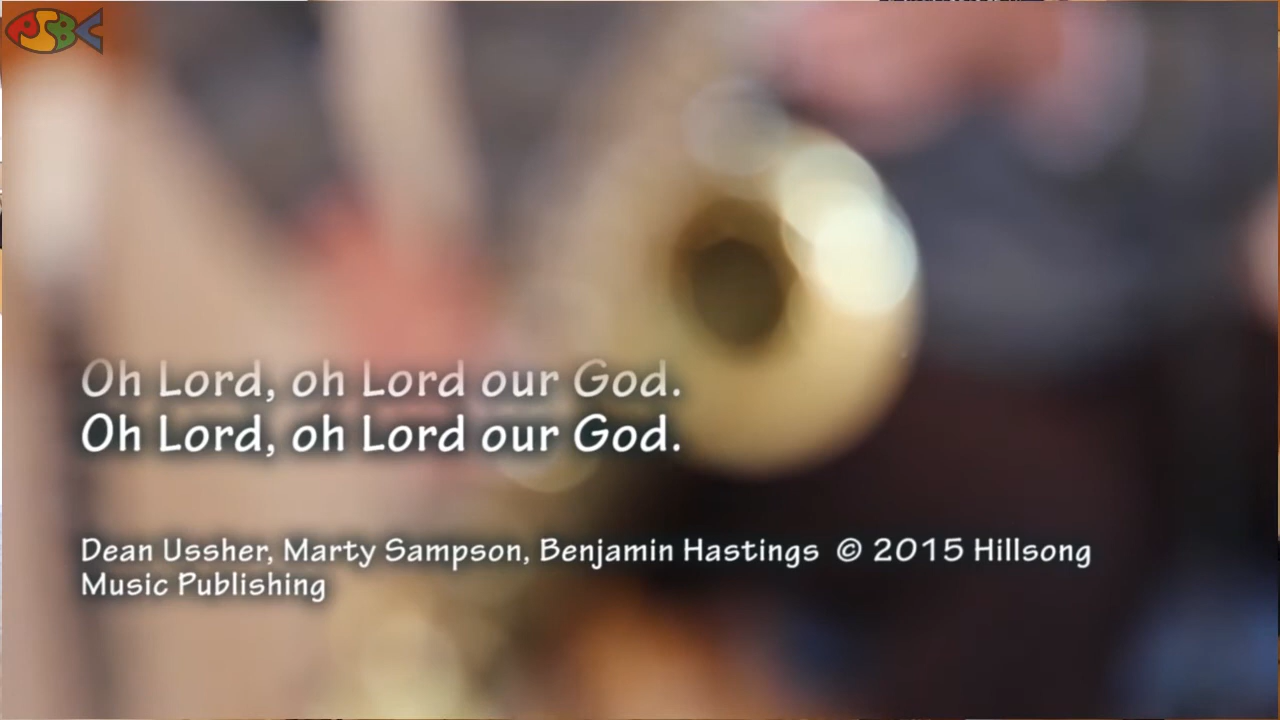 PSBC
Oh Lord, oh Lord our God.
Oh Lord, oh Lord our God.
Dean Ussher, Marty Sampson, Benjamin Hastings © 2015 Hillsong
Music Publishing